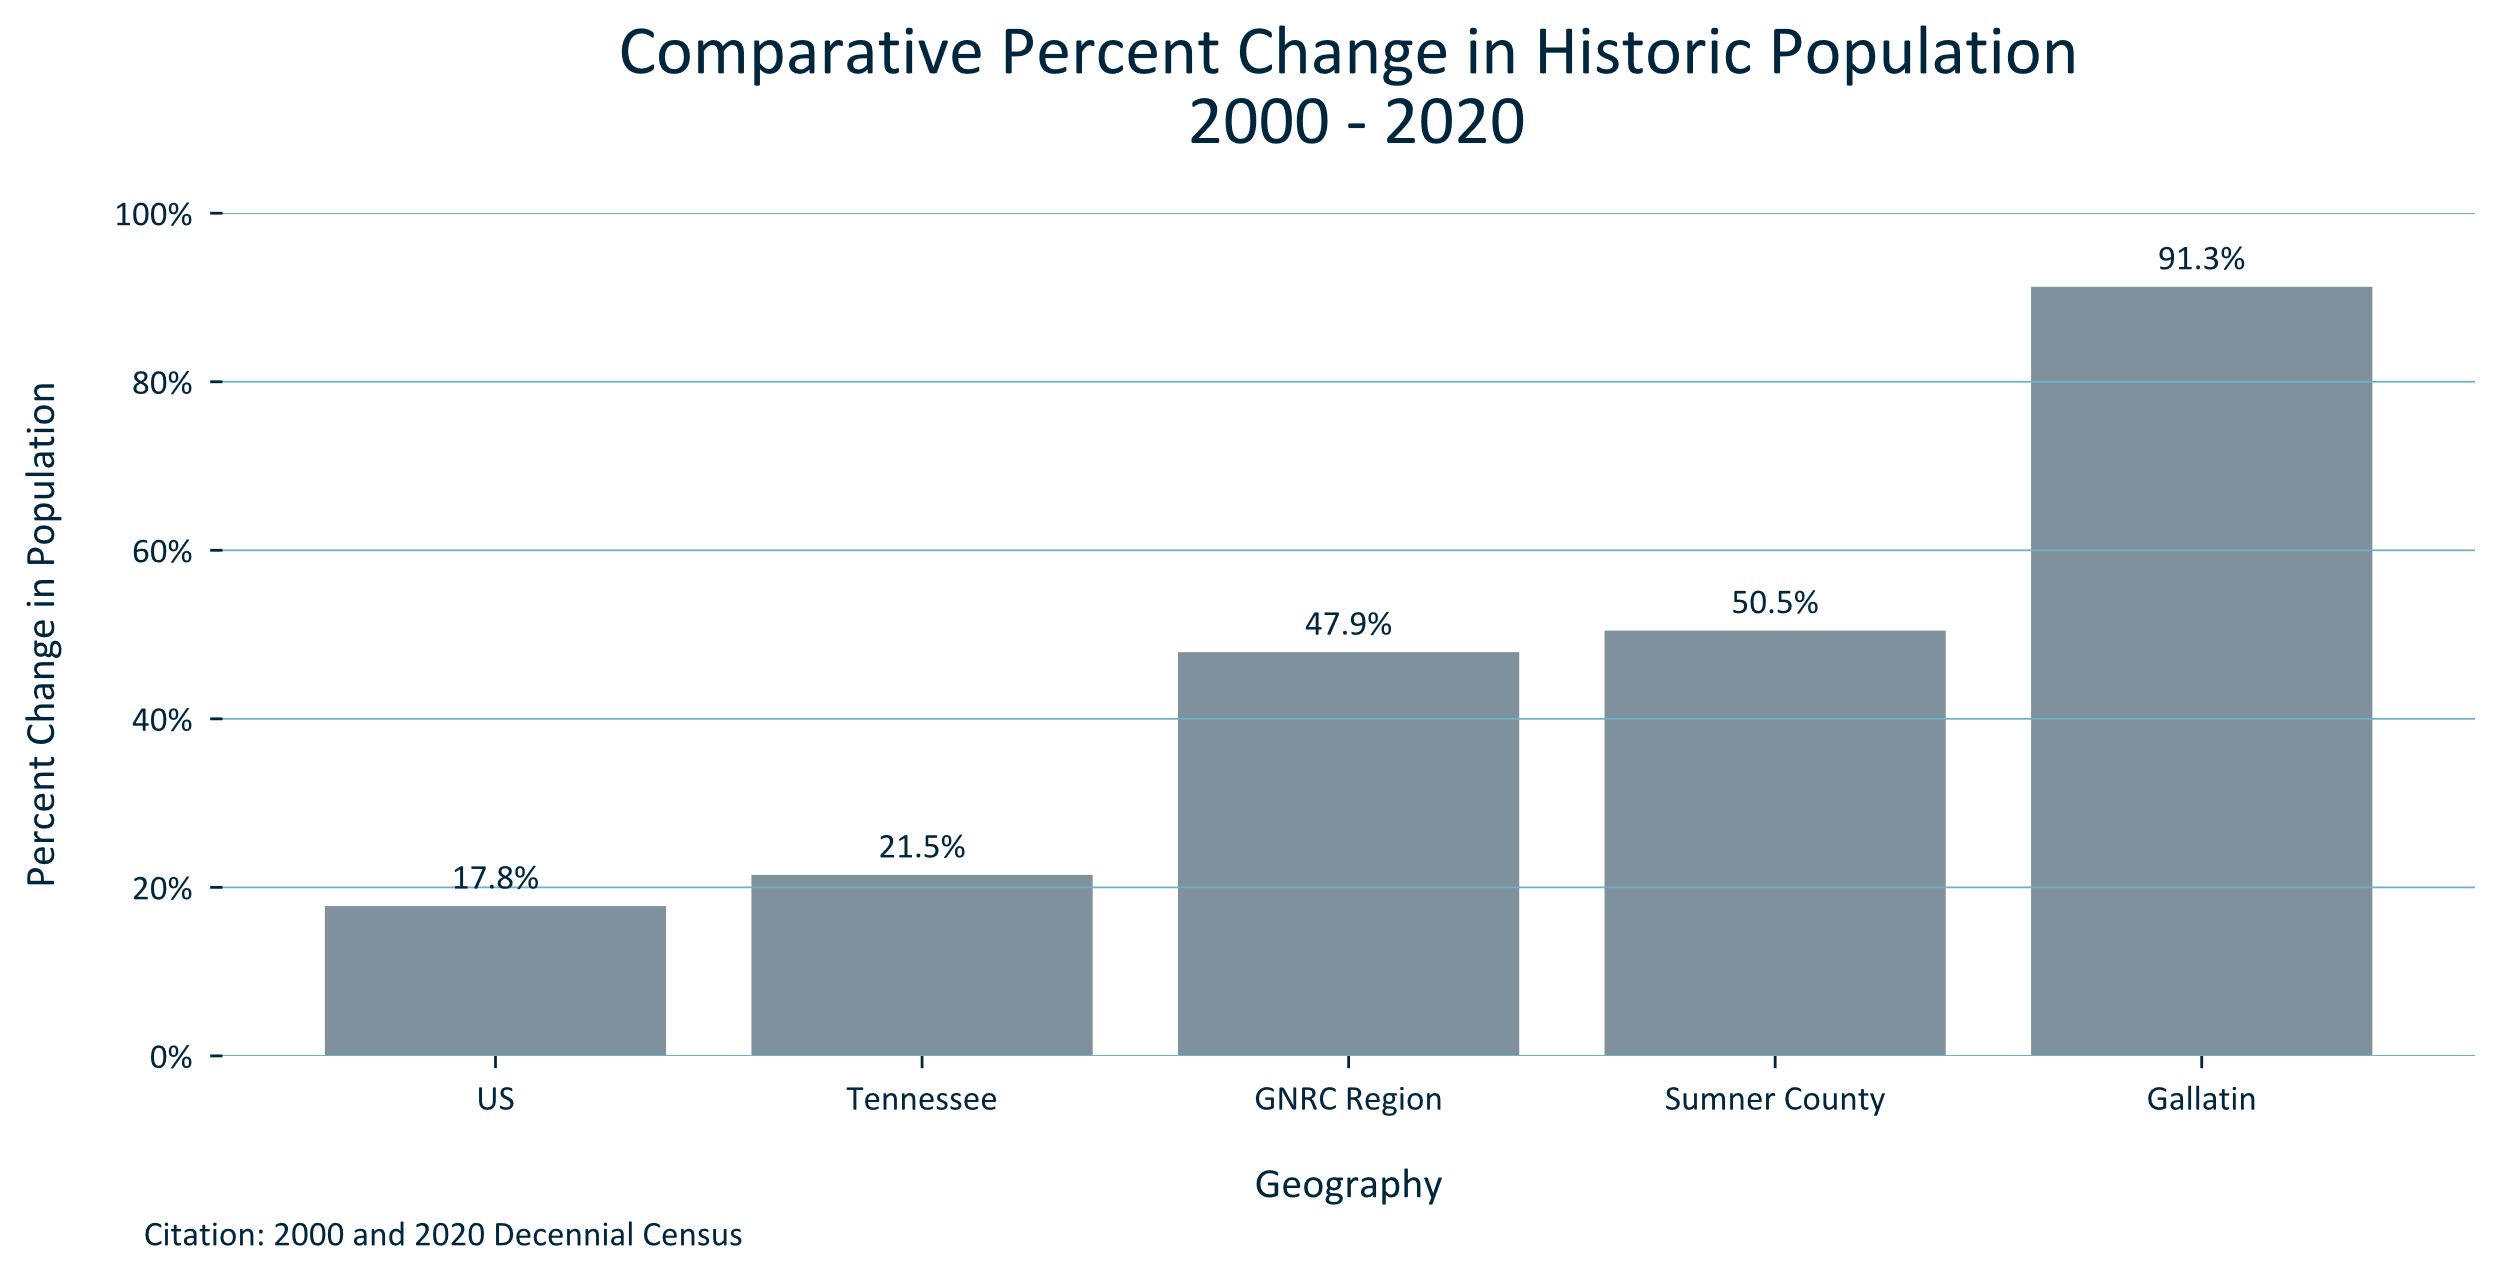 Comparative Percent Change in Historic Population
2000 - 2020
100%
80%
60%
40%
20%
0%
Percent Change in Population
17.8%
21.5%
47.9%
50.5%
91.3%
US
Tennessee
GNRC Region
Sumner County
Gallatin
Geography
Citation: 2000 and 2020 Decennial Census